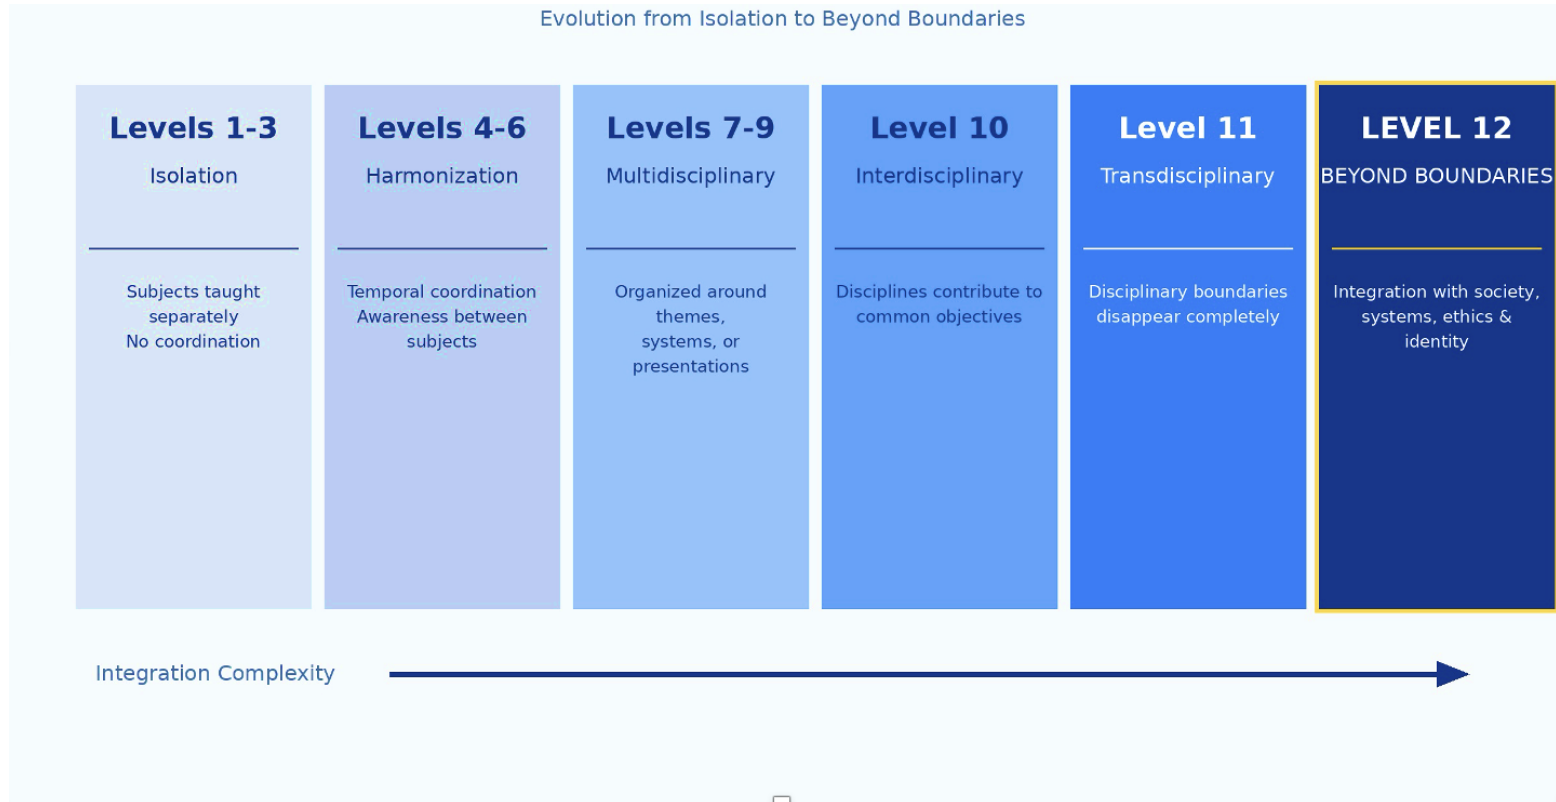 Evolution from Isolation to Beyond Boundaries
Levels 1-3
Isolation
Subjects taught
separately
No coordination
Levels 4-6
Harmonization
Temporal coordination
Awareness between
subjects
Levels 7-9
Multidisciplinary
Organized around
themes,
systems, or
presentations
Level 10
Interdisciplinary
Disciplines contribute to
common objectives
Level 11
Transdisciplinary
Disciplinary boundaries
disappear completely
LEVEL 12
BEYOND BOUNDARIES
Integration with society,
systems, ethics &
identity
Integration Complexity